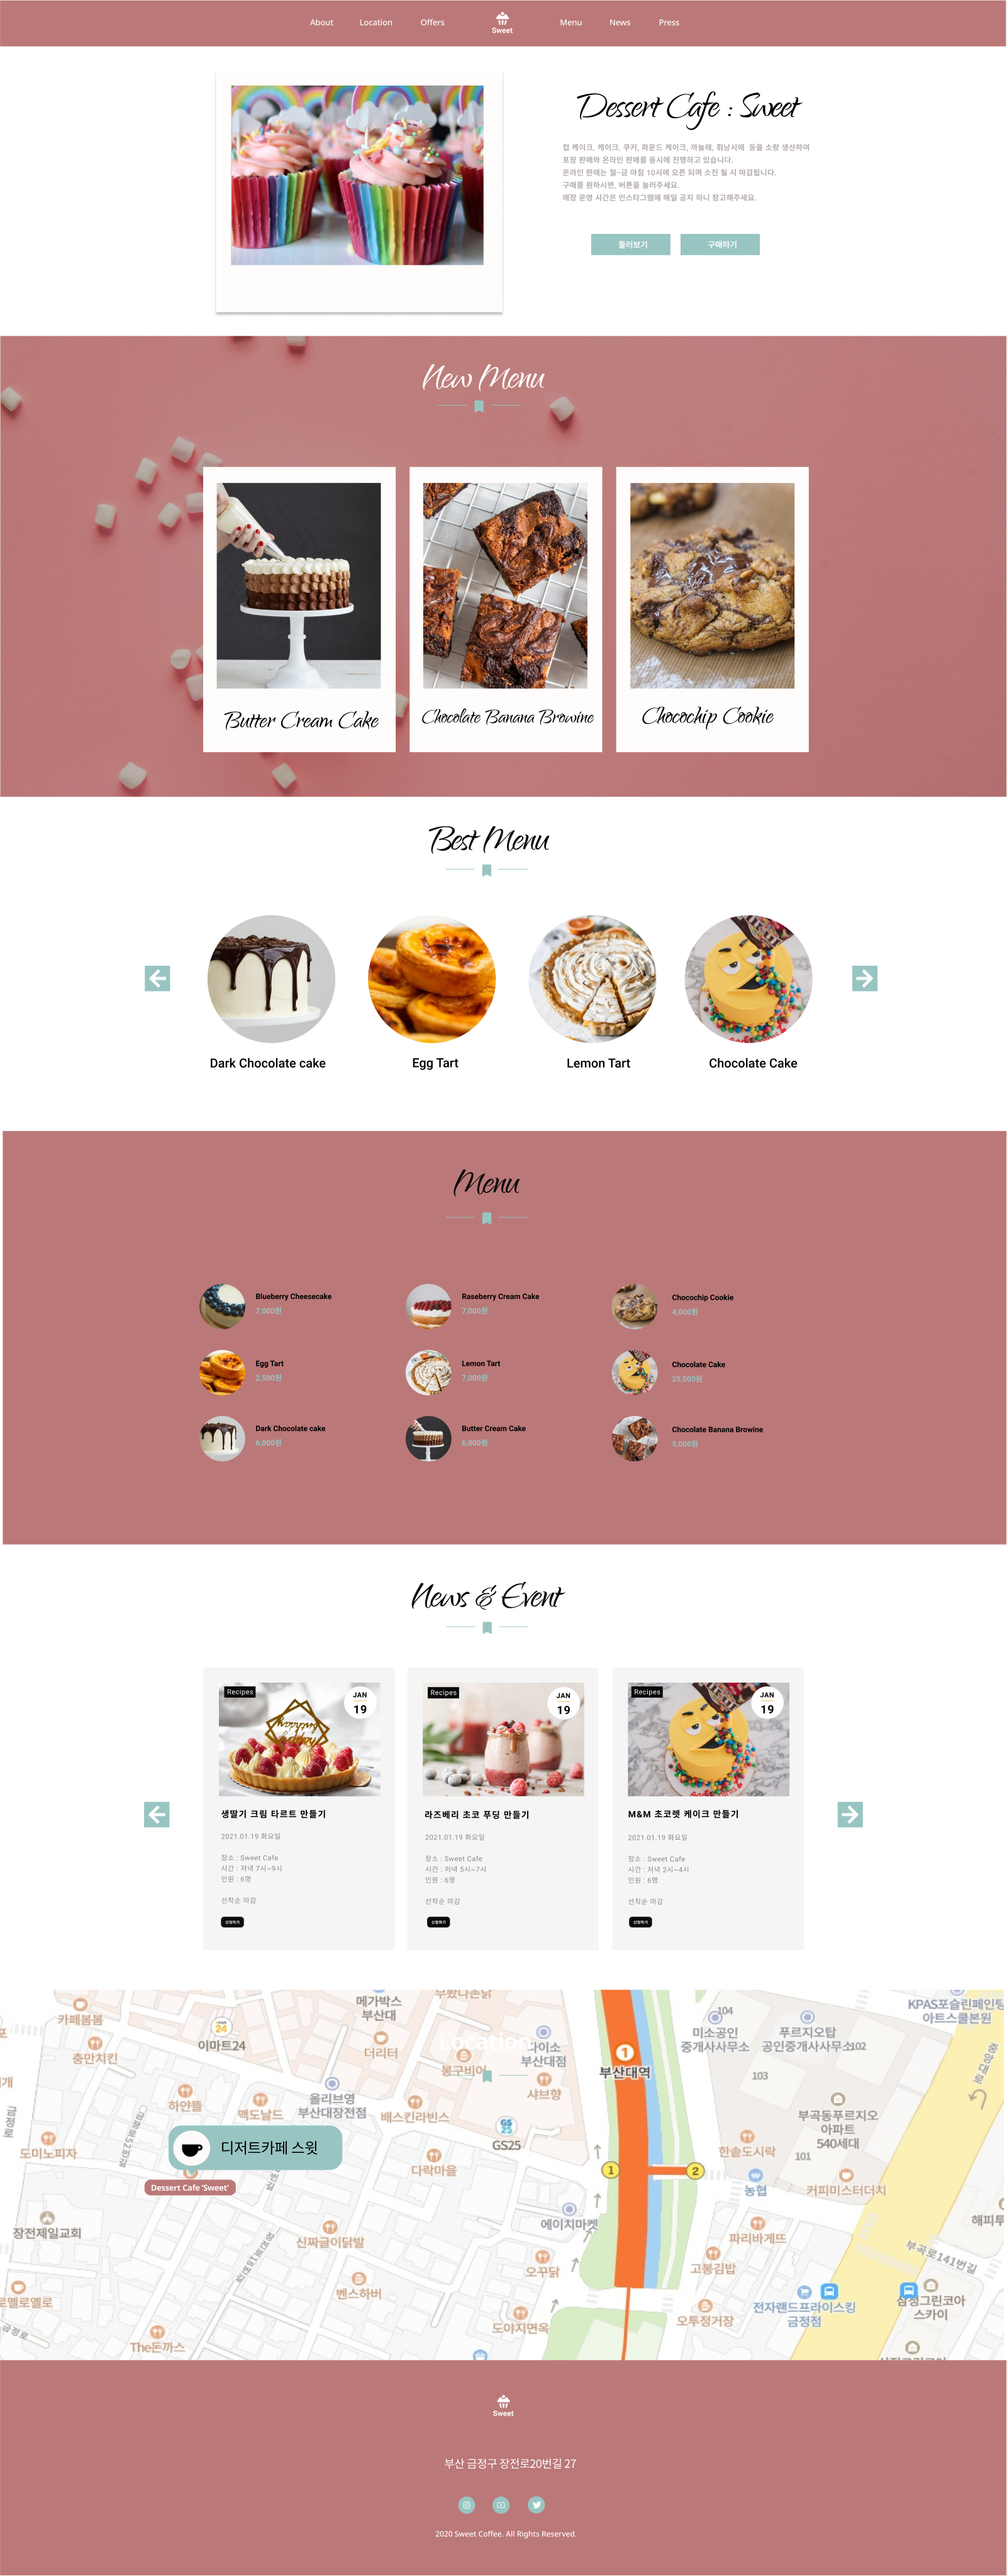 About Location Offers Sweet Menu News Press
Dessert Cafe : Sweet
컵 케이크, 케이크, 쿠키, 파운드 케이크, 까눌레, 휘낭시에 등을 소량 생산하여
포장 판매와 온라인 판매를 동시에 진행하고 있습니다.
온라인 판매는 월~금 아침 10시에 오픈 되며 소진 될 시 마감됩니다.
구매를 원하시면, 버튼을 눌러주세요.
매장 운영 시간은 인스타그램에 매일 공지 하니 참고해주세요.
둘러보기 구매하기
New Menu
Butter Cream Cake
Chocolate Banana Browine
Chocochip Cookie
Best Menu
Dark Chocolate cake
Egg Tart
Lemon Tart
Chocolate Cake
Menu
Blueberry Cheesecake
7,000원
Raseberry Cream Cake
7,000원
Chocochip Cookie
4,000원
Egg Tart
2,500원
Lemon Tart
7,000원
Chocolate Cake
25,000원
Dark Chocolate cake
6,000원
Butter Cream Cake
6,000원
Chocolate Banana Browine
5,000원
News & Event
Recipes
JAN
19
생딸기 크림 타르트 만들기
2021.01.19 화요일
장소 : Sweet Cafe
시간 : 저녁 7시~9시
인원 : 6명
선착순 마감
신청하기
Recipes
JAN
19
라즈베리 초코 푸딩 만들기
2021.01.19 화요일
장소 : Sweet Cafe
시간 : 저녁 5시~7시
인원 : 6명
선착순 마감
신청하기
Recipes
JAN
19
M&M 초코렛 케이크 만들기
2021.01.19 화요일
장소 : Sweet Cafe
시간 : 저녁 2시~4시
인원 : 6명
선착순 마감
신청하기
Location
카페봄봄
메가박스
부산대
104
KPAS포슬린페인팅
아트스쿨본원
24
이마트24
충만치킨
더리터
봉구비어
다이소
부산대점
1
부산대역
미소공인
중개사사무소
푸르지오탑
공인중개사사무소
102
103
하얀뜰
맥도날드
올리브영
부산대장전점
배스킨라빈스
샤브향
부곡동푸르지오
아파트
540세대
금정로
도미노피자
디저트카페 스윗
Dessert Cafe ‘Sweet’
다락마을
GS
25
GS25
1
2
한솔도시락
101
농협
커피미스터더치
장전제일교회
신짜글이닭발
에이치마켓
파리바게뜨
부곡로141번길
벤스하버
오꾸닭
고봉김밥
The돈까스
도야지면옥
오투정거장
전자랜드프라이스킹
금정점
삼정그린코아
스카이
Sweet
부산 금정구 장전로20번길 27
2020 Sweet Coffee. All Rights Reserved.